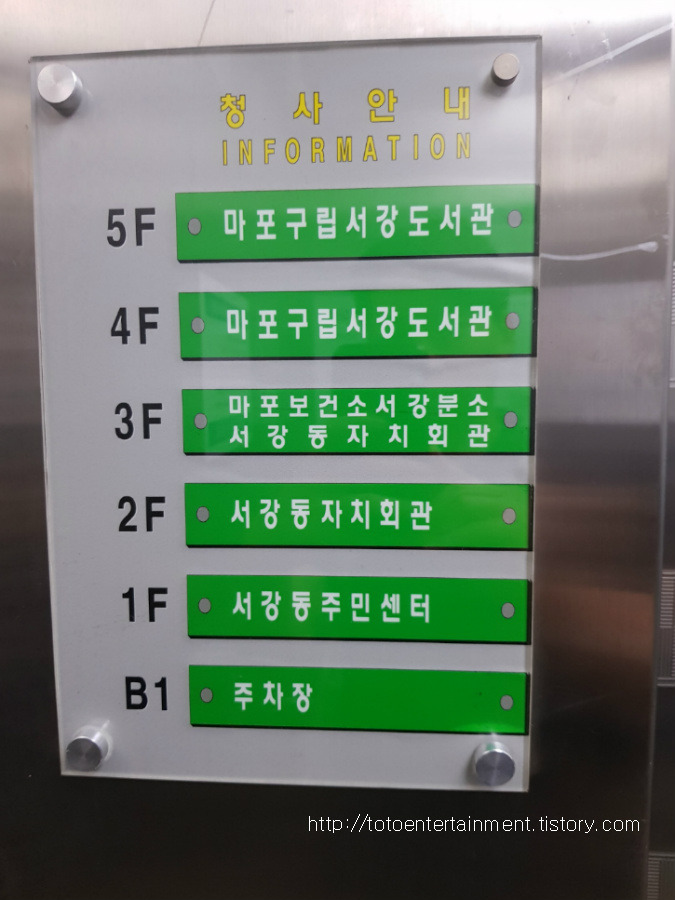 청사안내
INFORMATION
5F 마포구립서강도서관
4F 마포구립서강도서관
3F 마포보건소서강분소
서강동자치회관
2F 서강동자치회관
1F 서강동주민센터
B1 주차장
http://totoentertainment.tistory.com/